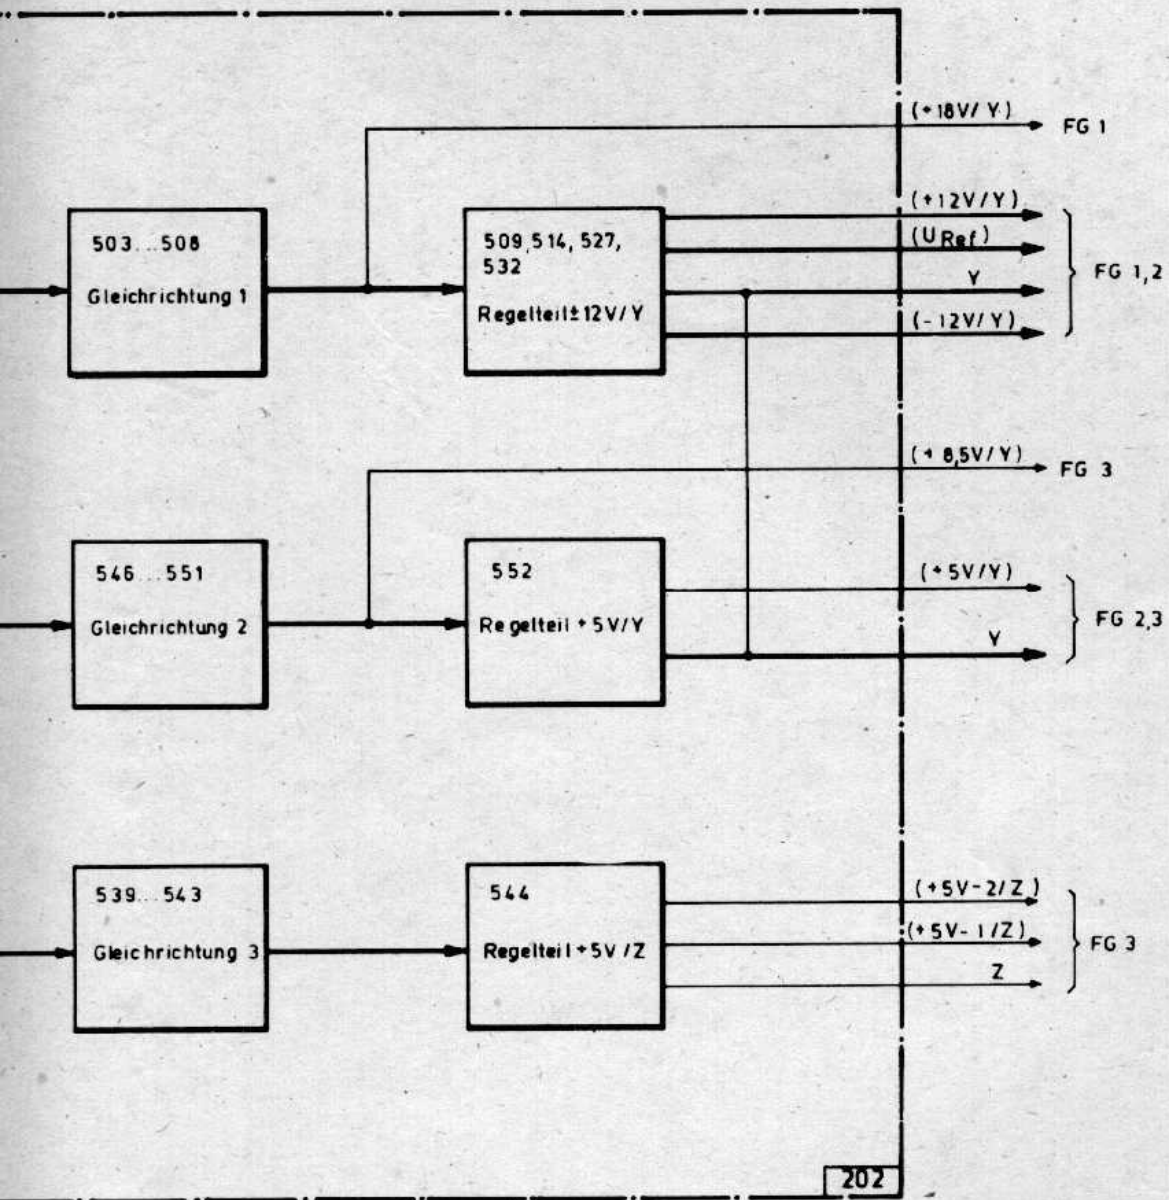 (+18V/Y)
FG 1
503...508
Gleichrichtung 1
509,514,527,
532
Regelteil±12V/Y
(+12V/Y)
(URef)
Y
(-12V/Y)
FG 1,2
(+8,5V/Y)
FG 3
546...551
Gleichrichtung 2
552
Regelteil +5V/Y
(+5V/Y)
Y
FG 2,3
539...543
Gleichrichtung 3
544
Regelteil +5V/Z
(+5V-2/Z)
(+5V-1/Z)
Z
FG 3
202